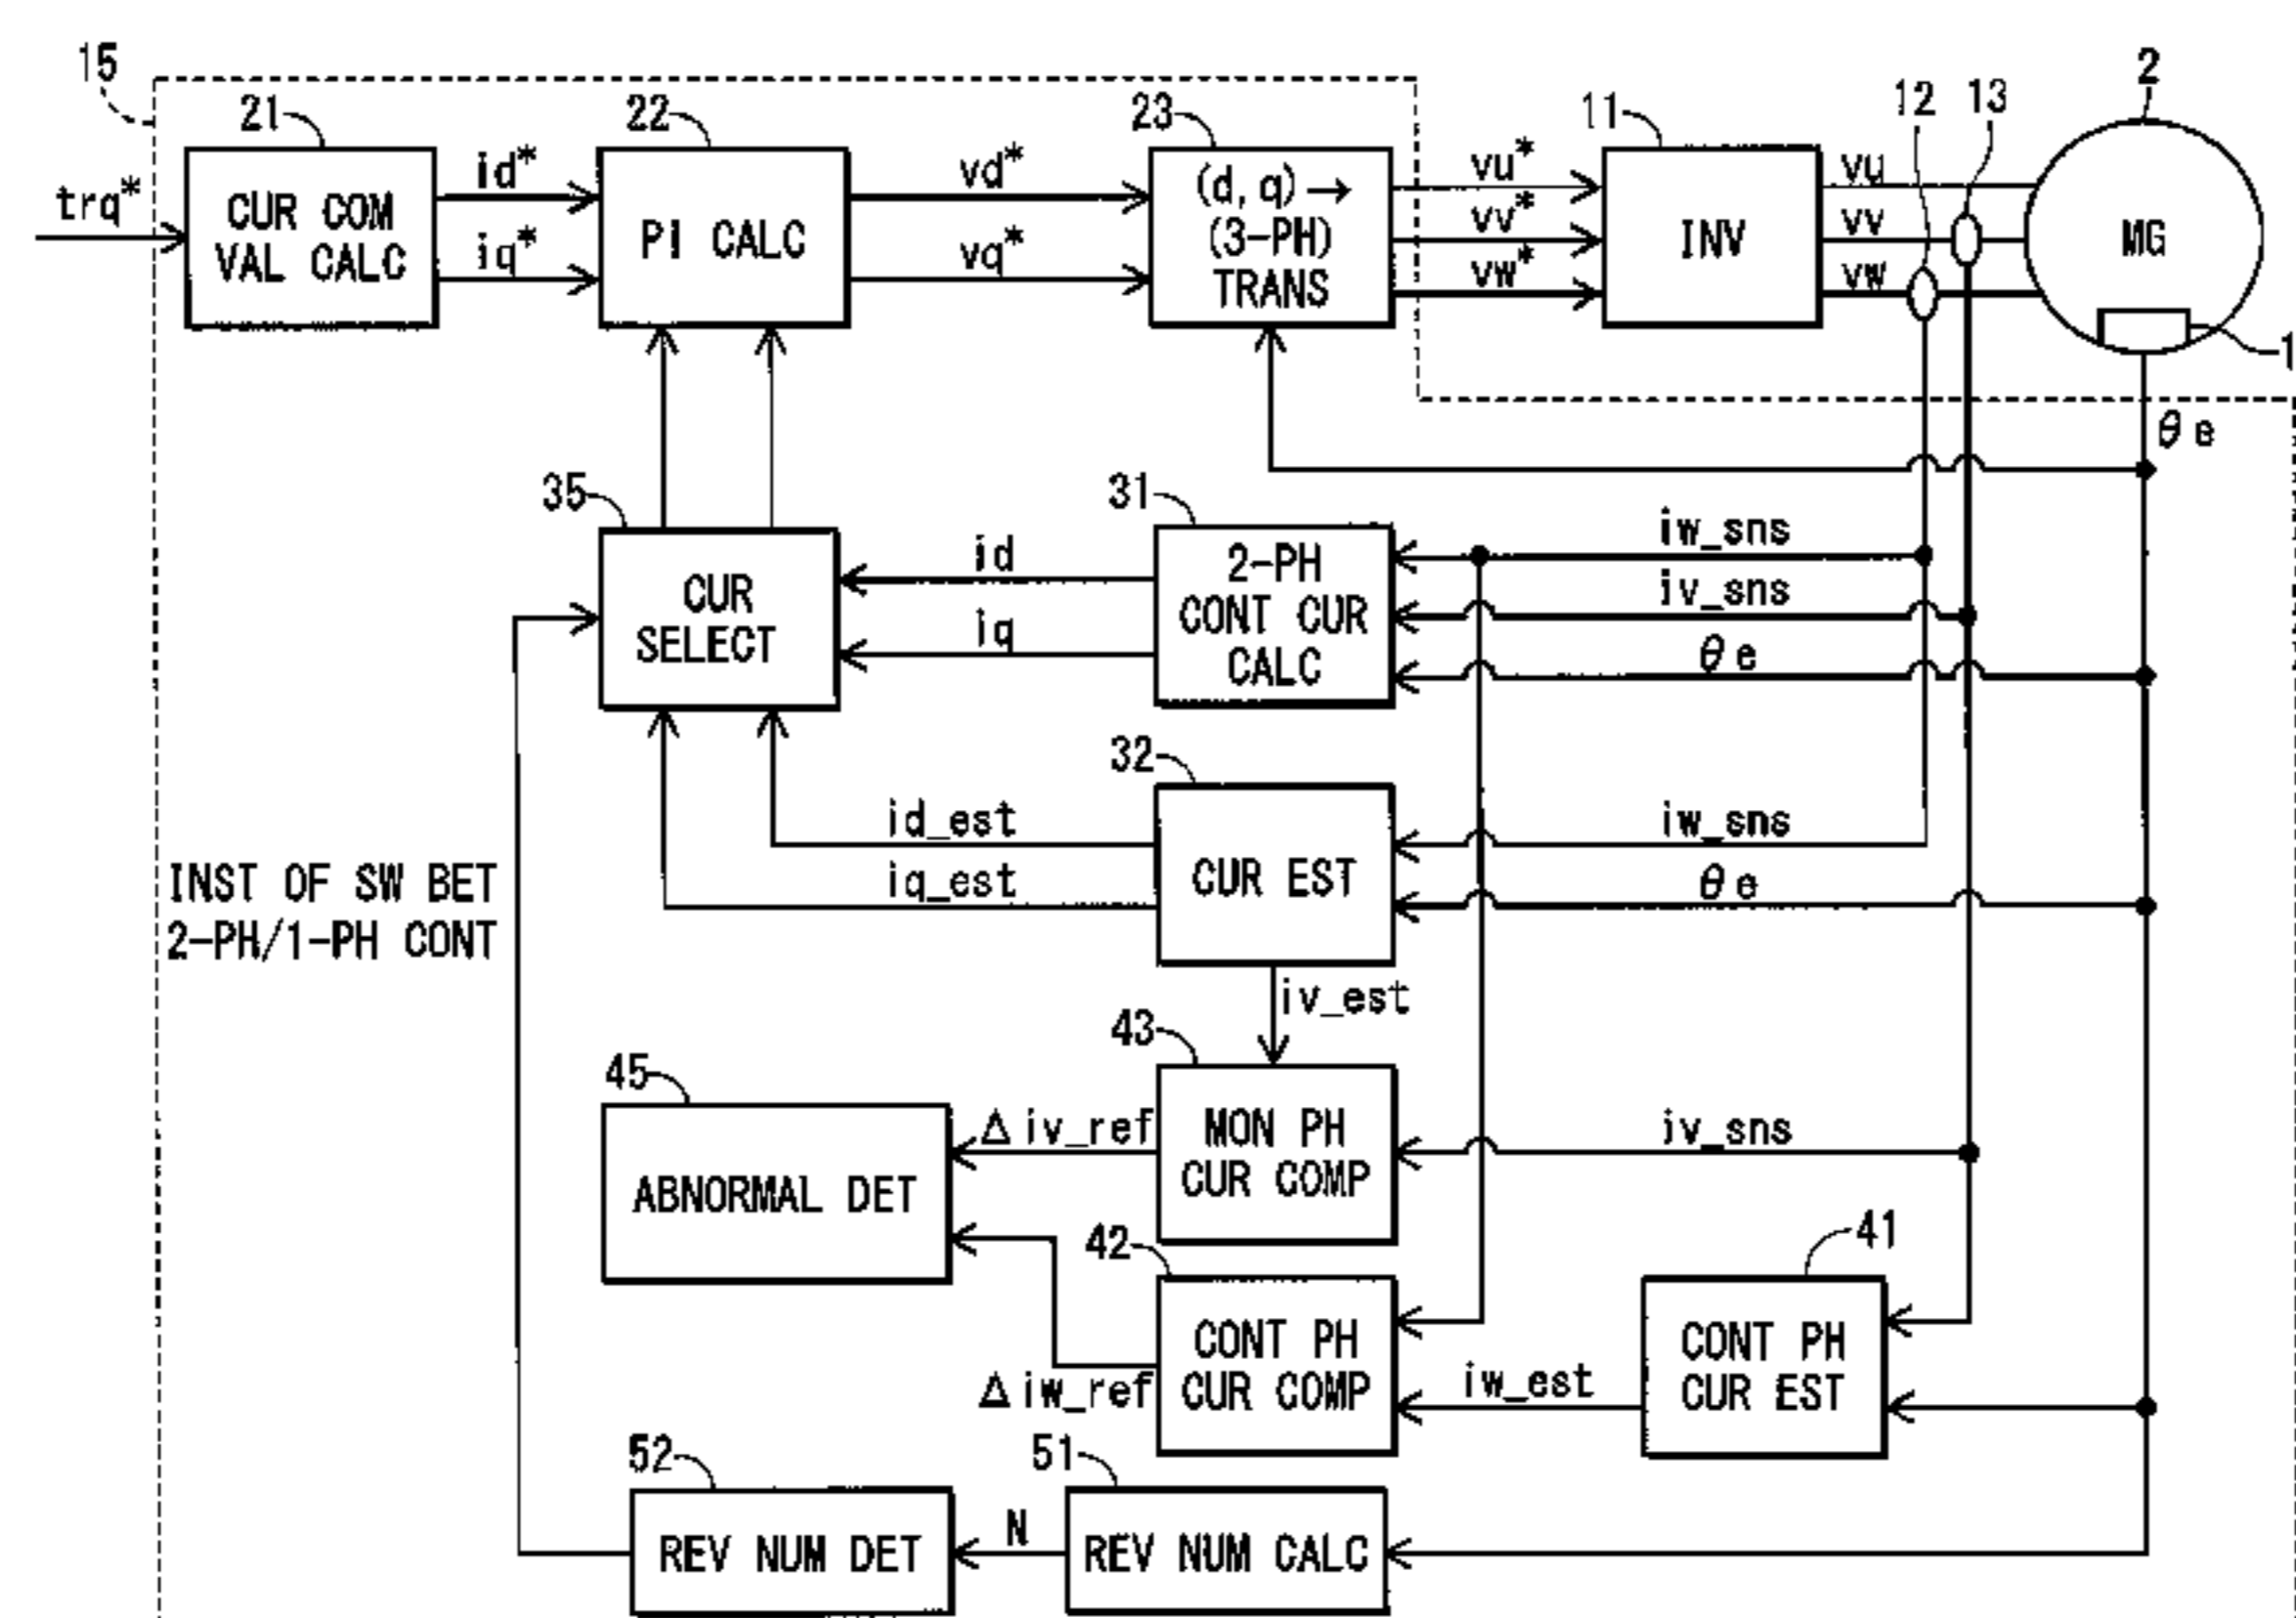 15
21
22
23
11
12
13
2
trq*
CUR COM
VAL CALC
id*
iq*
PI CALC
vd*
vq*
(d, q)→
(3-PH)
TRANS
vu*
vv*
vw*
INV
vu
vv
vw
MG
1
θe
35
31
CUR
SELECT
id
iq
2-PH
CONT CUR
CALC
iw_sns
iv_sns
θe
32
id_est
iq_est
CUR EST
iw_sns
θe
INST OF SW BET
2-PH/1-PH CONT
iv_est
43
45
ABNORMAL DET
Δiv_ref
MON PH
CUR COMP
iv_sns
42
41
Δiw_ref
CONT PH
CUR COMP
iw_est
CONT PH
CUR EST
52
51
REV NUM DET
N
REV NUM CALC